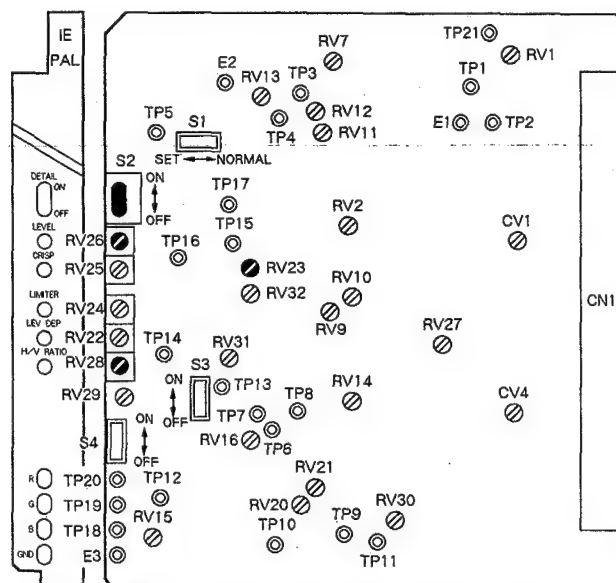 IE
PAL
RV7
TP21
RV1
E2
RV13
TP3
TP1
RV12
TP5
S1
TP4
RV11
E1
TP2
SET
NORMAL
S2
DETAIL
ON
OFF
ON
OFF
TP17
RV2
LEVEL
RV26
TP15
CV1
CRISP
RV25
TP16
RV23
RV32
RV10
CN1
LIMITER
RV24
RV9
LEV DEP
RV22
RV27
H/V RATIO
RV28
TP14
RV31
S3
ON
OFF
TP13
RV29
TP8
RV14
CV4
TP7
S4
ON
OFF
RV16
TP6
R
TP20
TP12
RV21
G
TP19
RV20
RV30
B
TP18
RV15
TP9
GND
E3
TP10
TP11